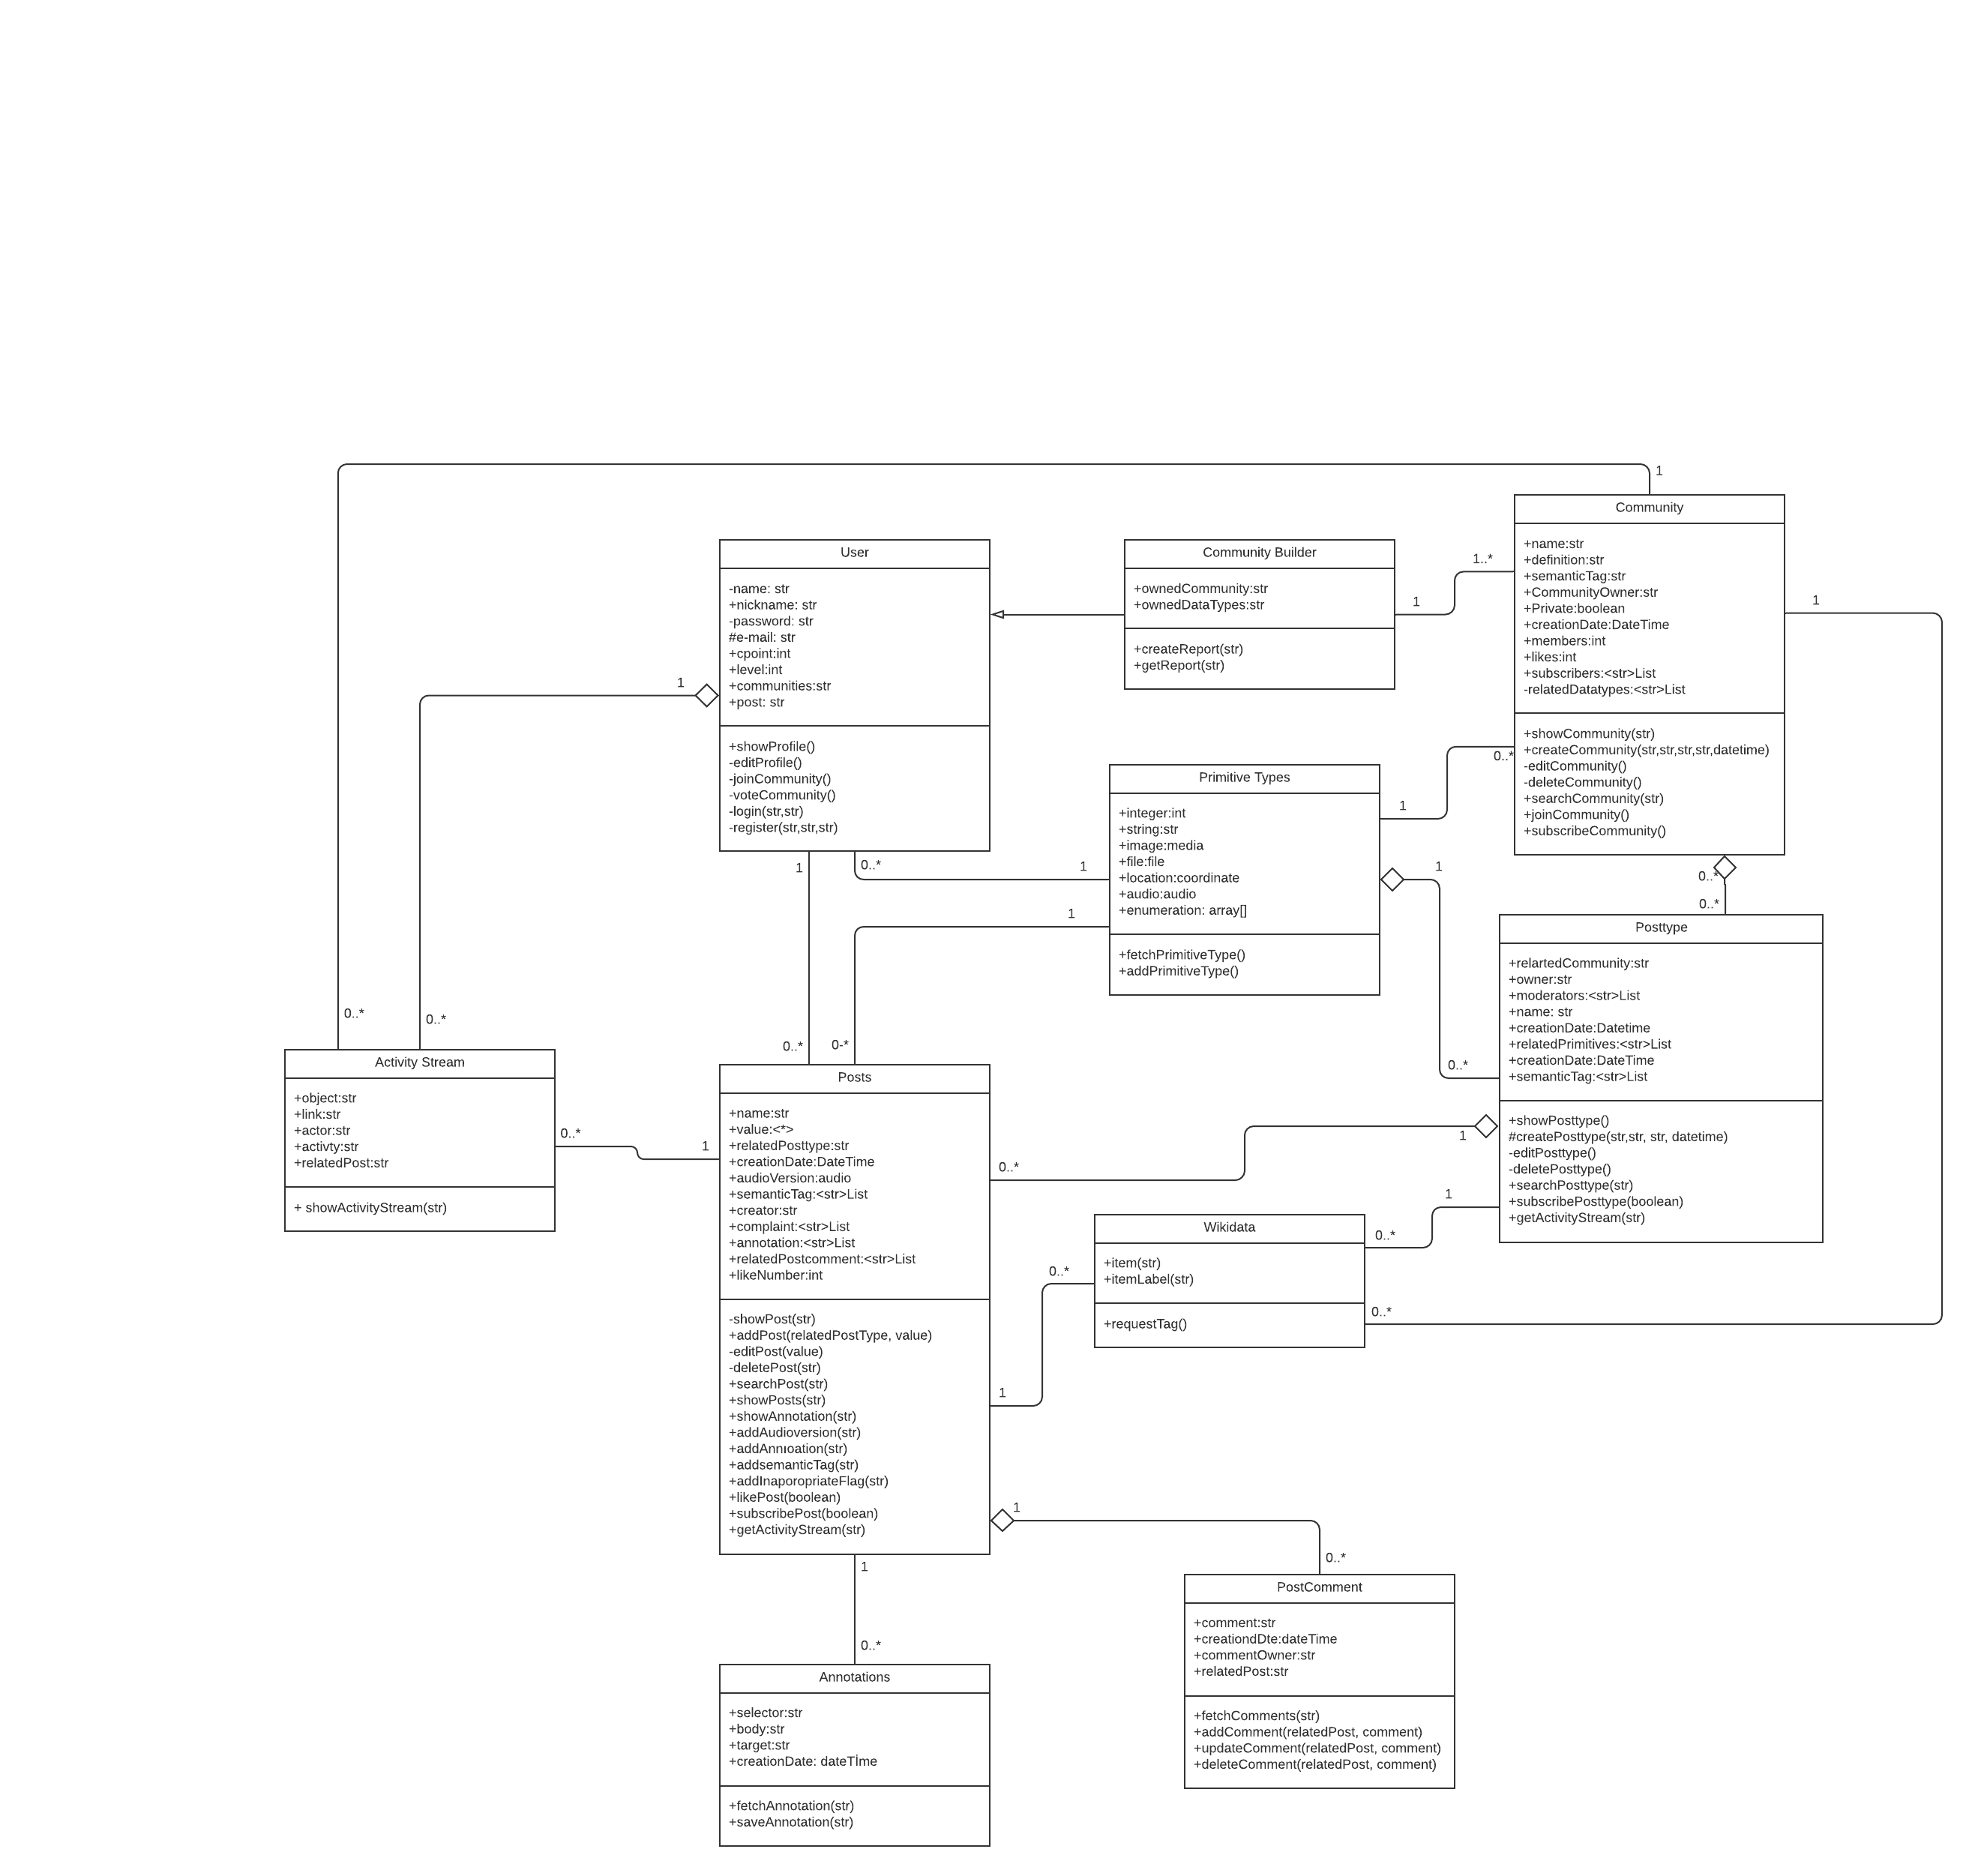 1
Community
+name:str
+definition:str
+semanticTag:str
+CommunityOwner:str
+Private:boolean
+creationDate:DateTime
+members:int
+likes:int
+subscribers:<str>List
-relatedDatatypes:<str>List
+showCommunity(str)
+createCommunity(str,str,str,str,datetime)
-editCommunity()
-deleteCommunity()
+searchCommunity(str)
+joinCommunity()
+subscribeCommunity()
User
-name: str
+nickname: str
-password: str
#e-mail: str
+cpoint:int
+level:int
+communities:str
+post: str
+showProfile()
-editProfile()
-joinCommunity()
-voteCommunity()
-login(str,str)
-register(str,str,str)
Community Builder
+ownedCommunity:str
+ownedDataTypes:str
+createReport(str)
+getReport(str)
1..*
1
1
1
Primitive Types
+integer:int
+string:str
+image:media
+file:file
+location:coordinate
+audio:audio
+enumeration: array[]
+fetchPrimitiveType()
+addPrimitiveType()
0..*
1
1
0..*
1
1
1
0..*
0..*
Posttype
+relartedCommunity:str
+owner:str
+moderators:<str>List
+name: str
+creationDate:Datetime
+relatedPrimitives:<str>List
+creationDate:DateTime
+semanticTag:<str>List
+showPosttype()
#createPosttype(str,str, str, datetime)
-editPosttype()
-deletePosttype()
+searchPosttype(str)
+subscribePosttype(boolean)
+getActivityStream(str)
0..*
0..*
0..*
0-*
0..*
Activity Stream
+object:str
+link:str
+actor:str
+activty:str
+relatedPost:str
+ showActivityStream(str)
0..*
1
Posts
+name:str
+value:<*>
+relatedPosttype:str
+creationDate:DateTime
+audioVersion:audio
+semanticTag:<str>List
+creator:str
+complaint:<str>List
+annotation:<str>List
+relatedPostcomment:<str>List
+likeNumber:int
-showPost(str)
+addPost(relatedPostType, value)
-editPost(value)
-deletePost(str)
+searchPost(str)
+showPosts(str)
+showAnnotation(str)
+addAudioversion(str)
+addAnnıoation(str)
+addsemanticTag(str)
+addInaporopriateFlag(str)
+likePost(boolean)
+subscribePost(boolean)
+getActivityStream(str)
1
0..*
1
0..*
Wikidata
+item(str)
+itemLabel(str)
+requestTag()
0..*
0..*
1
1
0..*
PostComment
+comment:str
+creationdDte:dateTime
+commentOwner:str
+relatedPost:str
+fetchComments(str)
+addComment(relatedPost, comment)
+updateComment(relatedPost, comment)
+deleteComment(relatedPost, comment)
1
0..*
Annotations
+selector:str
+body:str
+target:str
+creationDate: dateTİme
+fetchAnnotation(str)
+saveAnnotation(str)